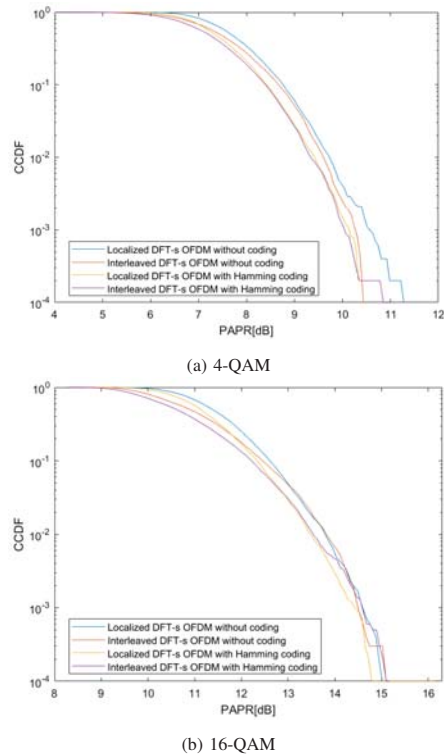 10^0
10^-1
10^-2
10^-3
10^-4
CCDF
Localized DFT-s OFDM without coding
Interleaved DFT-s OFDM without coding
Localized DFT-s OFDM with Hamming coding
Interleaved DFT-s OFDM with Hamming coding
4 5 6 7 8 9 10 11 12
PAPR[dB]
(a) 4-QAM
10^0
10^-1
10^-2
10^-3
10^-4
CCDF
Localized DFT-s OFDM without coding
Interleaved DFT-s OFDM without coding
Localized DFT-s OFDM with Hamming coding
Interleaved DFT-s OFDM with Hamming coding
8 9 10 11 12 13 14 15 16
PAPR[dB]
(b) 16-QAM